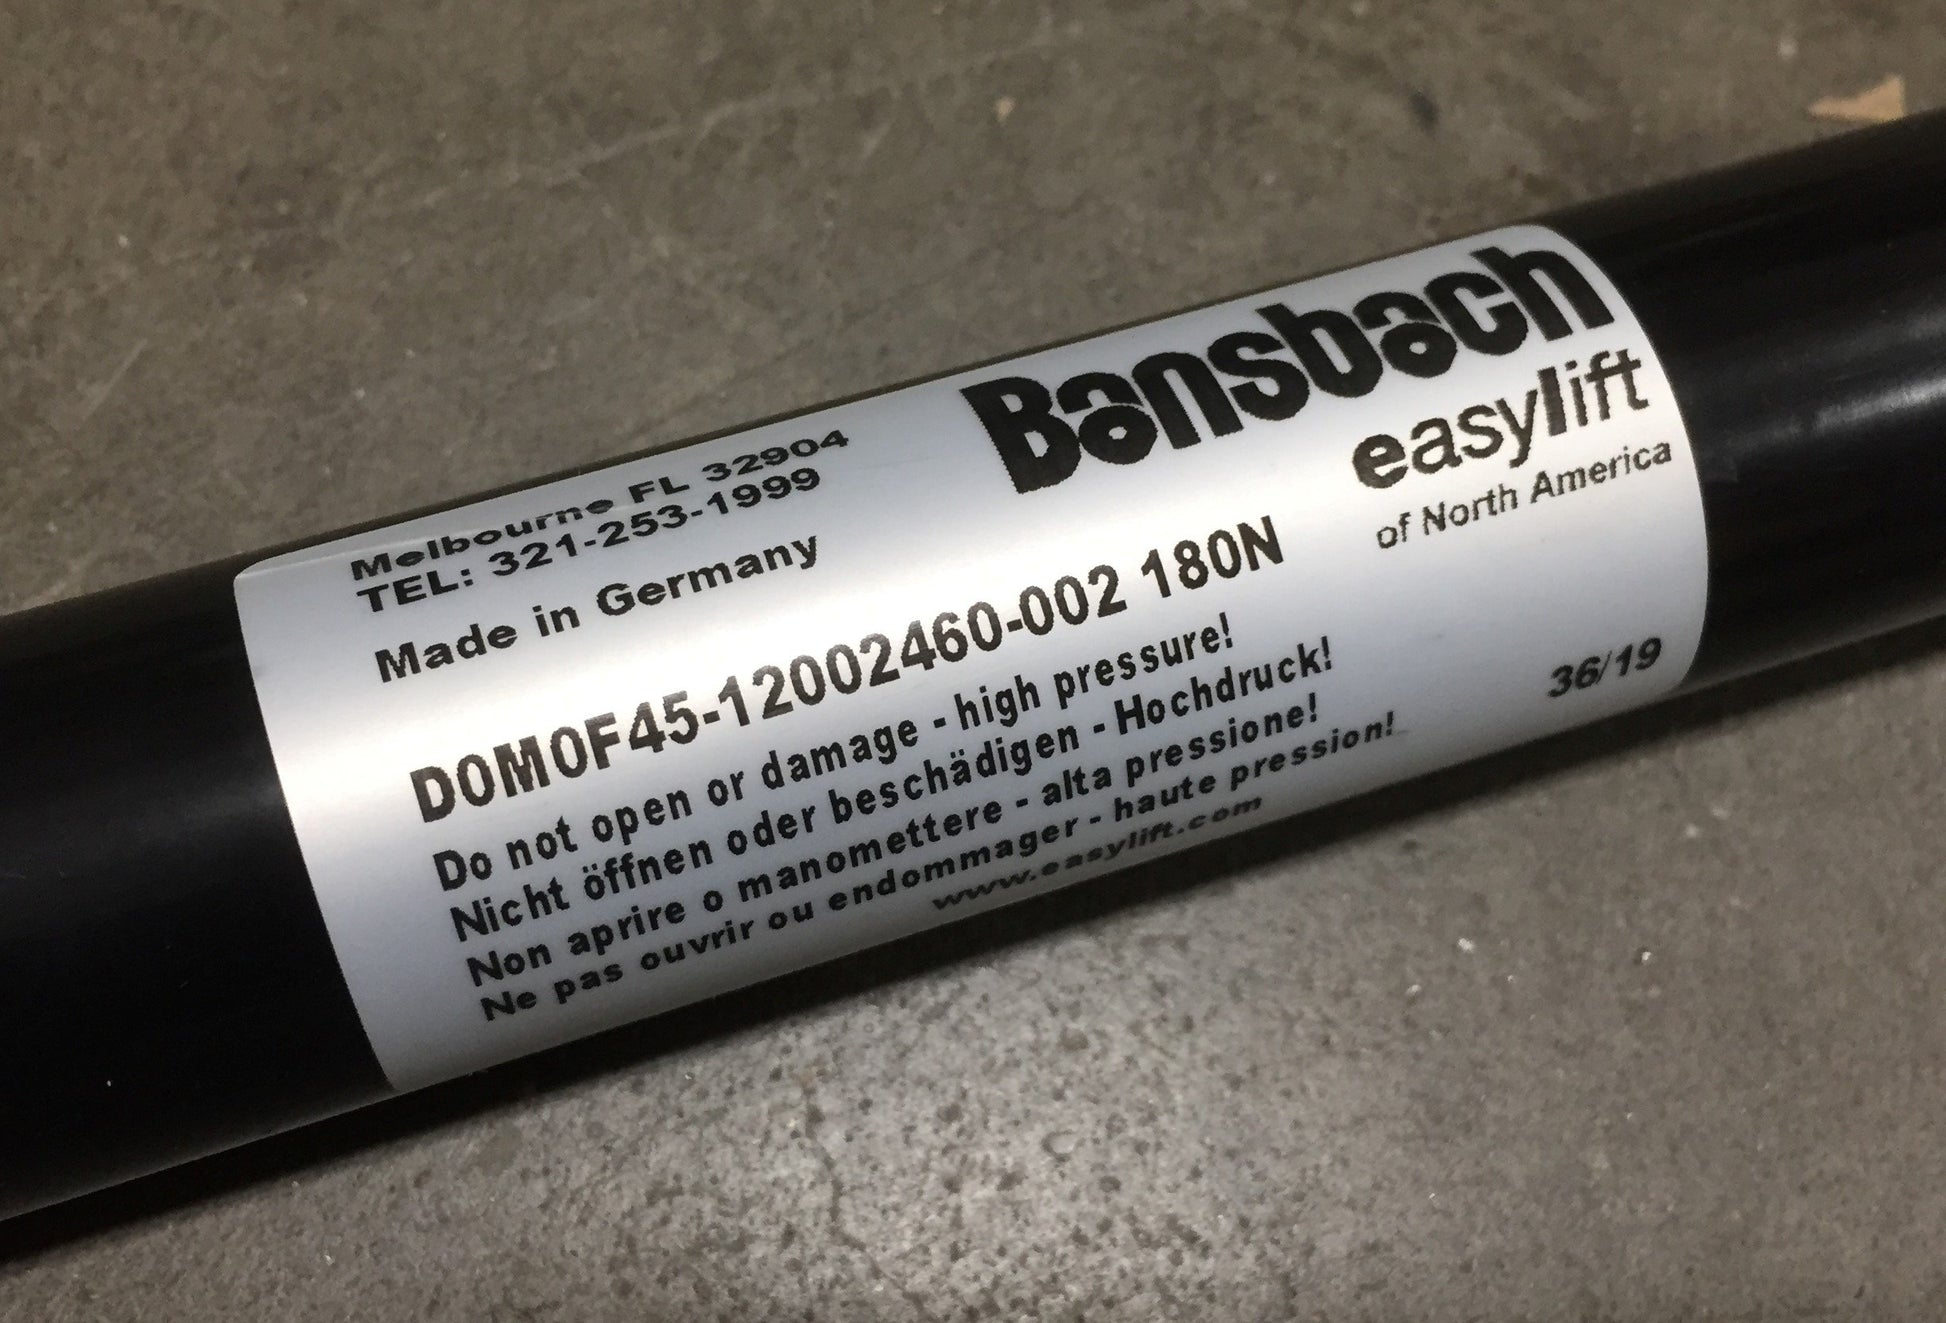 Bansbach
easylift
of North America
Melbourne FL 32904
TEL: 321-253-1999
Made in Germany
D0M0F45-12002460-002 180N
Do not open or damage - high pressure!
Nicht öffnen oder beschädigen - Hochdruck!
Non aprire o manomettere - alta pressione!
Ne pas ouvrir ou endommager - haute pression!
www.easylift.com
36/19